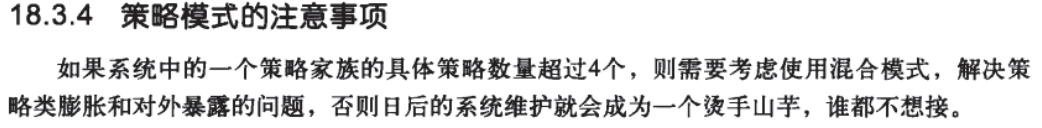 18.3.4 策略模式的注意事项
如果系统中的一个策略家族的具体策略数量超过4个，则需要考虑使用混合模式，解决策
略类膨胀和对外暴露的问题，否则日后的系统维护就会成为一个烫手山芋，谁都不想接。